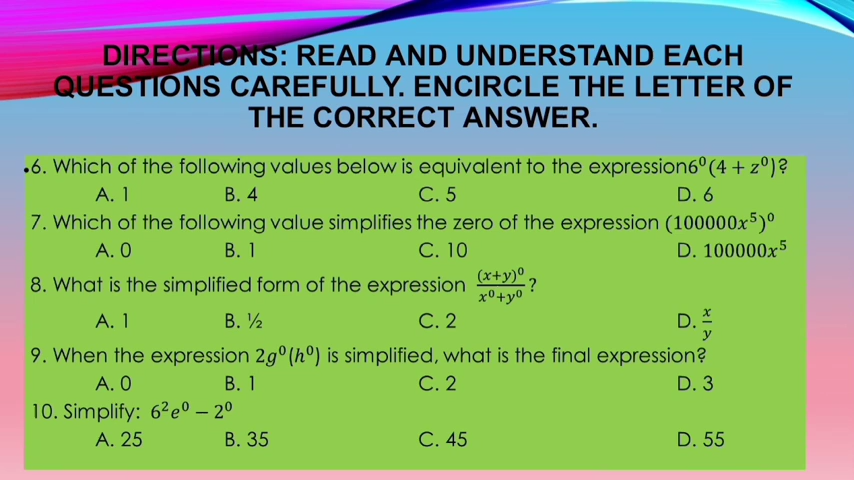 DIRECTIONS: READ AND UNDERSTAND EACH
QUESTIONS CAREFULLY. ENCIRCLE THE LETTER OF
THE CORRECT ANSWER.
•6. Which of the following values below is equivalent to the expression6⁰(4 + z⁰)?
A. 1 B. 4 C. 5 D. 6
7. Which of the following value simplifies the zero of the expression (100000x⁵)⁰
A. 0 B. 1 C. 10 D. 100000x⁵
8. What is the simplified form of the expression (x+y)⁰/x⁰+y⁰ ?
A. 1 B. ½ C. 2 D. x/y
9. When the expression 2g⁰(h⁰) is simplified, what is the final expression?
A. 0 B. 1 C. 2 D. 3
10. Simplify: 6²e⁰ − 2⁰
A. 25 B. 35 C. 45 D. 55